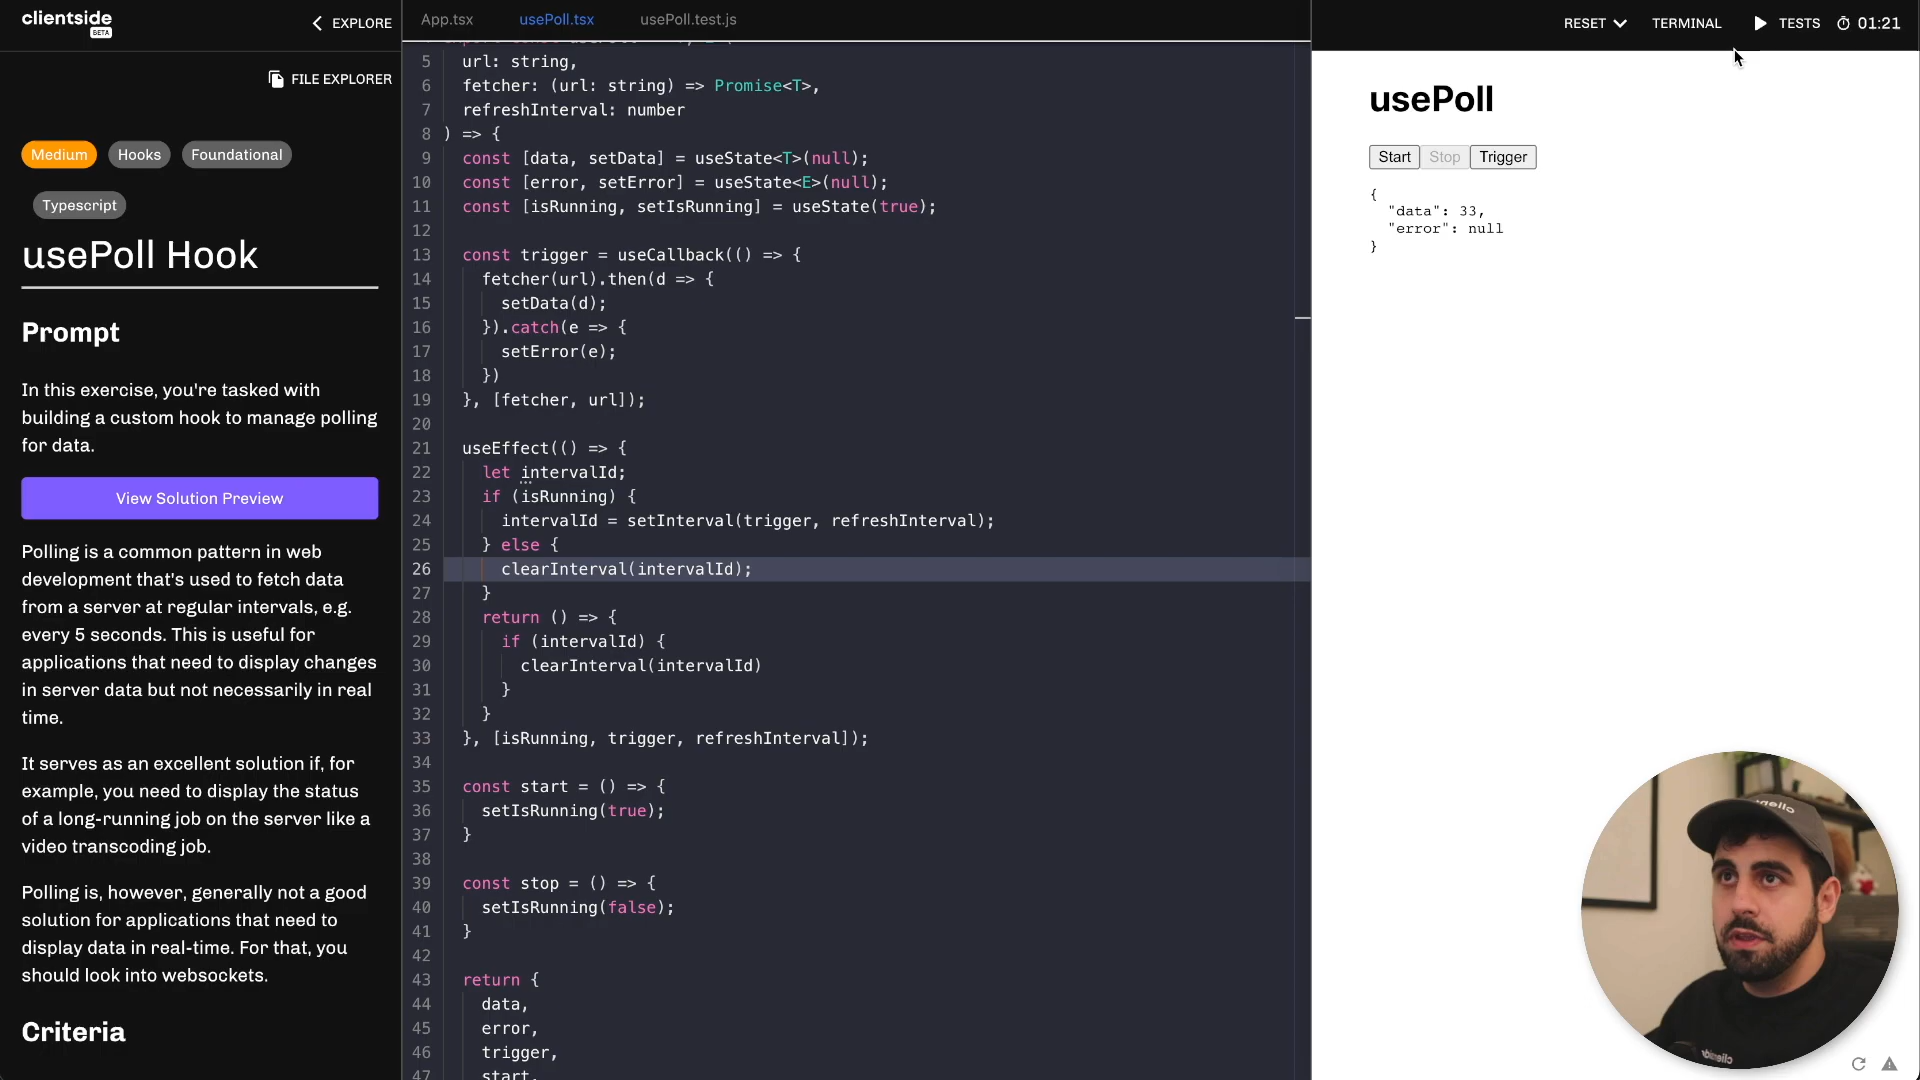 clientside
BETA
EXPLORE
FILE EXPLORER
Medium
Hooks
Foundational
Typescript
usePoll Hook
Prompt
In this exercise, you're tasked with
building a custom hook to manage polling
for data.
View Solution Preview
Polling is a common pattern in web
development that's used to fetch data
from a server at regular intervals, e.g.
every 5 seconds. This is useful for
applications that need to display changes
in server data but not necessarily in real
time.
It serves as an excellent solution if, for
example, you need to display the status
of a long-running job on the server like a
video transcoding job.
Polling is, however, generally not a good
solution for applications that need to
display data in real-time. For that, you
should look into websockets.
Criteria
App.tsx
usePoll.tsx
usePoll.test.js
5 url: string,
6 fetcher: (url: string) => Promise<T>,
7 refreshInterval: number
8 ) => {
9 const [data, setData] = useState<T>(null);
10 const [error, setError] = useState<E>(null);
11 const [isRunning, setIsRunning] = useState(true);
12
13 const trigger = useCallback(() => {
14 fetcher(url).then(d => {
15 setData(d);
16 }).catch(e => {
17 setError(e);
18 })
19 }, [fetcher, url]);
20
21 useEffect(() => {
22 let intervalId;
23 if (isRunning) {
24 intervalId = setInterval(trigger, refreshInterval);
25 } else {
26 clearInterval(intervalId);
27 }
28 return () => {
29 if (intervalId) {
30 clearInterval(intervalId)
31 }
32 }
33 }, [isRunning, trigger, refreshInterval]);
34
35 const start = () => {
36 setIsRunning(true);
37 }
38
39 const stop = () => {
40 setIsRunning(false);
41 }
42
43 return {
44 data,
45 error,
46 trigger,
47 start,
RESET
TERMINAL
TESTS
01:21
usePoll
Start
Stop
Trigger
{
"data": 33,
"error": null
}